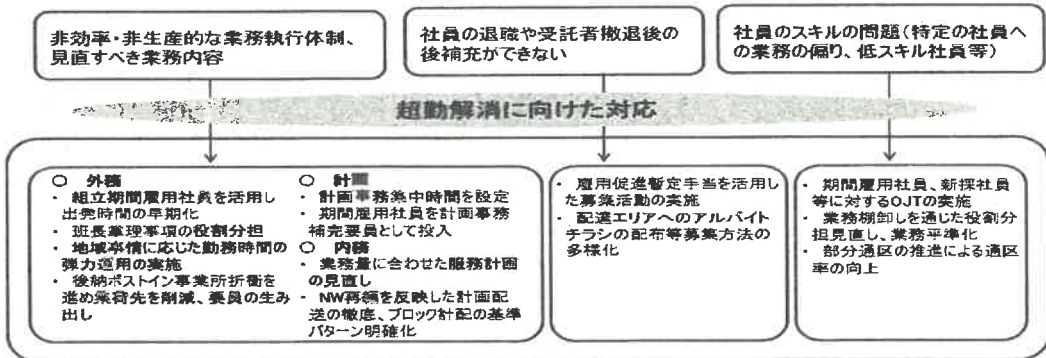 非効率・非生産的な業務執行体制、
見直すべき業務内容
社員の退職や受託者撤退後の
後補充ができない
社員のスキルの問題(特定の社員へ
の業務の偏り、低スキル社員等)
超勤解消に向けた対応
○ 外務
・ 組立期間雇用社員を活用し
出発時間の早期化
・ 班長管理事項の役割分担
・ 地域事情に応じた勤務時間の
弾力運用の実施
・ 後納ポストイン事業所折衝を
進め集荷先を削減、要員の生み
出し
○ 計画
・ 計画事務集中時間を設定
・ 期間雇用社員を計画事務
補完要員として投入
○ 内務
・ 業務量に合わせた服務計画
の見直し
・ NW再編を反映した計画配
送の徹底、ブロック計配の基準
パターン明確化
・ 雇用促進暫定手当を活用し
た募集活動の実施
・ 配達エリアへのアルバイト
チラシの配布等募集方法の
多様化
・ 期間雇用社員、新採社員
等に対するOJTの実施
・ 業務棚卸しを通じた役割分
担見直し、業務平準化
・ 部分通区の推進による通区
率の向上